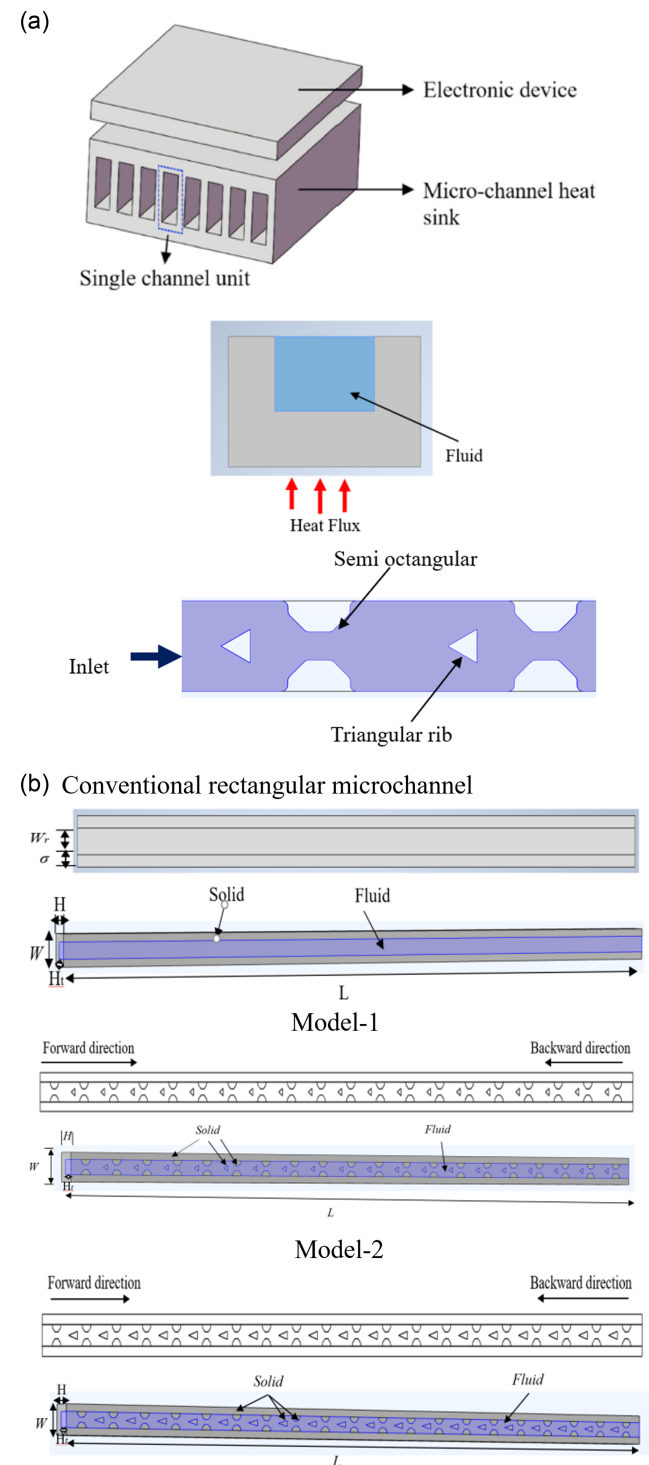 (a)
Electronic device
Micro-channel heat
sink
Single channel unit
Fluid
Heat Flux
Semi octangular
Inlet
Triangular rib
(b) Conventional rectangular microchannel
Wr
σ
H
Solid
Fluid
W
Ht
L
Model-1
Forward direction
Backward direction
|H|
Solid
Fluid
W
Ht
L
Model-2
Forward direction
Backward direction
H
Solid
Fluid
W
Ht
L